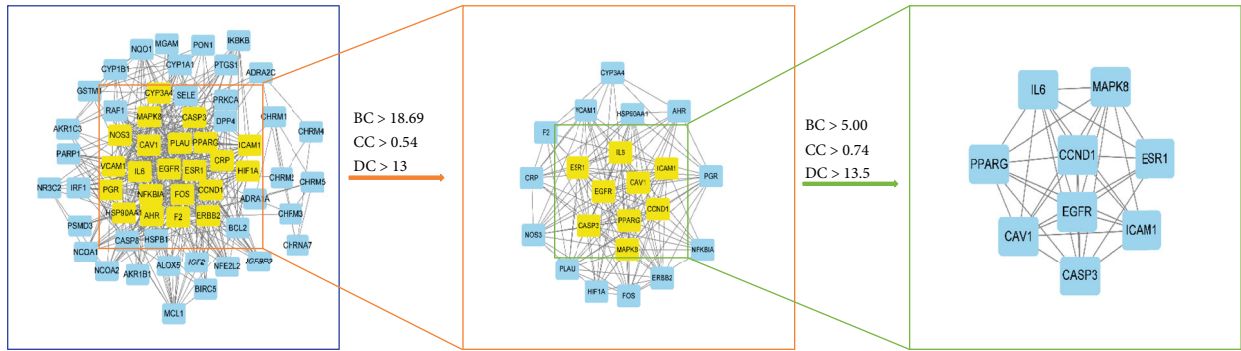 NQO1
MGAM
PON1
IKBKB
CYP1B1
CYP1A1
PTGS1
ADRA2C
GSTM1
CYP3A4
SELE
PRKCA
RAF1
MAPK8
CASP3
DPP4
CHRM1
AKR1C3
NOS3
CAV1
PLAU
PPARG
ICAM1
CHRM4
PARP1
VCAM1
IL6
EGFR
ESR1
CRP
HIF1A
NR3C2
IRF1
PGR
NFKBIA
FOS
CCND1
ADRA1A
CHRM5
PSMD3
HSP90AA1
AHR
F2
ERBB2
CHRM3
NCOA1
CASP8
HSPB1
BCL2
CHRNA7
NCOA2
AKR1B1
ALOX5
NFE2L2
BIRC5
MCL1
BC > 18.69
CC > 0.54
DC > 13
CYP3A4
VCAM1
HSP90AA1
AHR
F2
IL6
ESR1
ICAM1
CRP
EGFR
CAV1
PGR
NOS3
CASP3
PPARG
CCND1
MAPK8
NFKBIA
PLAU
ERBB2
HIF1A
FOS
BC > 5.00
CC > 0.74
DC > 13.5
IL6
MAPK8
PPARG
CCND1
ESR1
EGFR
CAV1
ICAM1
CASP3